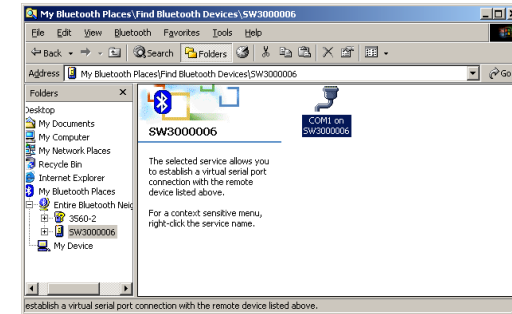 My Bluetooth Places\Find Bluetooth Devices\SW3000006
File Edit View Bluetooth Favorites Tools Help
Back Search Folders
Address My Bluetooth Places\Find Bluetooth Devices\SW3000006 Go
Folders
Desktop
My Documents
My Computer
My Network Places
Recycle Bin
Internet Explorer
My Bluetooth Places
Entire Bluetooth Neig
3560-2
SW3000006
My Device
SW3000006
The selected service allows you
to establish a virtual serial port
connection with the remote
device listed above.
For a context sensitive menu,
right-click the service name.
COM1 on
SW3000006
establish a virtual serial port connection with the remote device listed above.